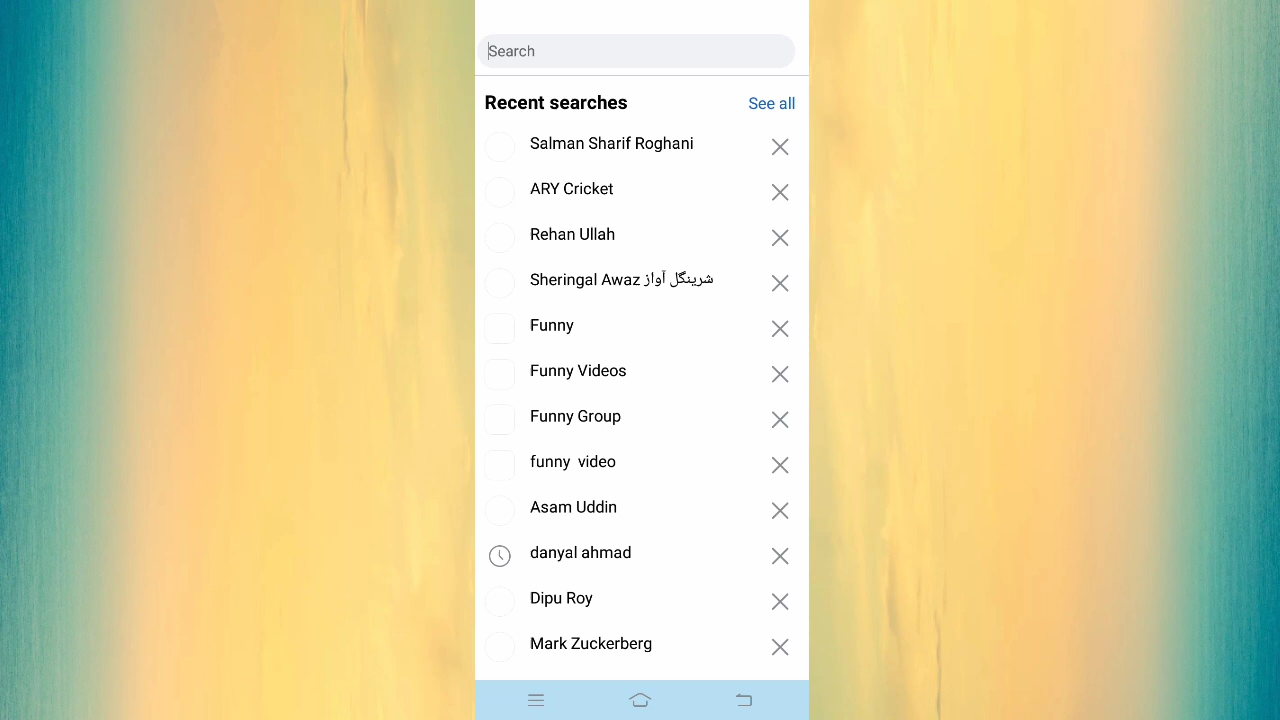 Search
Recent searches See all
Salman Sharif Roghani
ARY Cricket
Rehan Ullah
Sheringal Awaz شرینگل آواز
Funny
Funny Videos
Funny Group
funny  video
Asam Uddin
danyal ahmad
Dipu Roy
Mark Zuckerberg